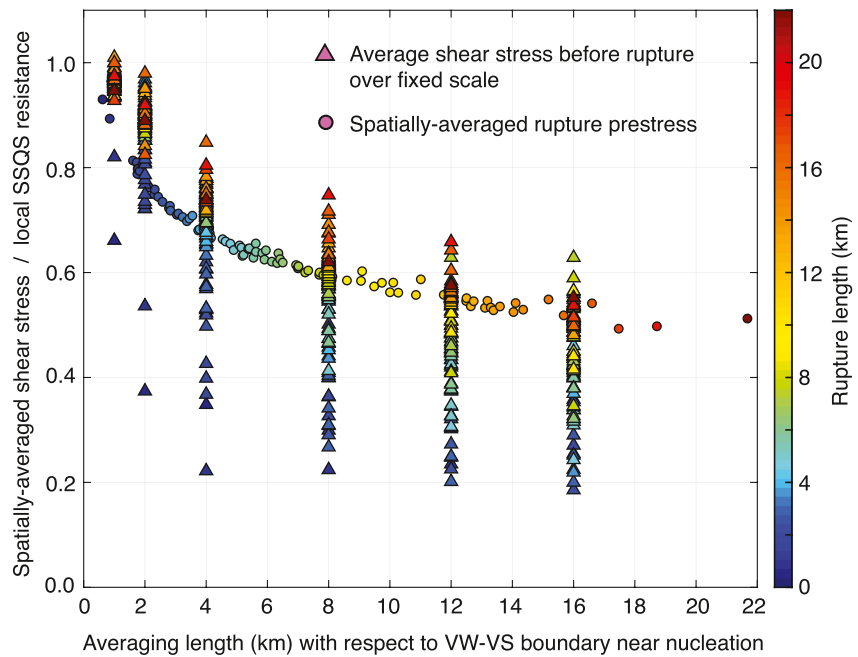 Spatially-averaged shear stress / local SSQS resistance
1.0
0.8
0.6
0.4
0.2
0.0
Average shear stress before rupture
over fixed scale
Spatially-averaged rupture prestress
0 2 4 6 8 10 12 14 16 18 20 22
Averaging length (km) with respect to VW-VS boundary near nucleation
20
16
12
8
4
0
Rupture length (km)